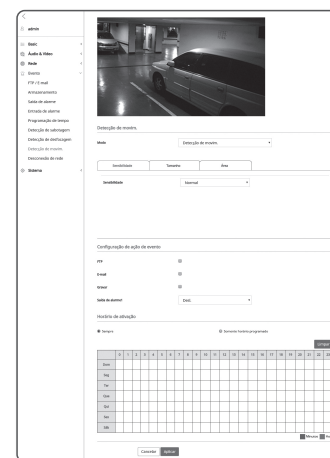 admin
Basic
Áudio & Vídeo
Rede
Evento
FTP / E-mail
Armazenamento
Saída de alarme
Entrada de alarme
Programação de tempo
Detecção de sabotagem
Detecção de desfocagem
Detecção de movim.
Desconexão de rede
Sistema
Detecção de movim.
Modo
Detecção de movim.
Sensibilidade
Tamanho
Área
Sensibilidade
Normal
Configuração de ação de evento
FTP
E-mail
Gravar
Saída de alarme1
Desl.
Horário de ativação
Sempre
Somente horário programado
Limpar
0 1 2 3 4 5 6 7 8 9 10 11 12 13 14 15 16 17 18 19 20 21 22 23
Dom
Seg
Ter
Qua
Qui
Sex
Sáb
Minutos
Cancelar
Aplicar